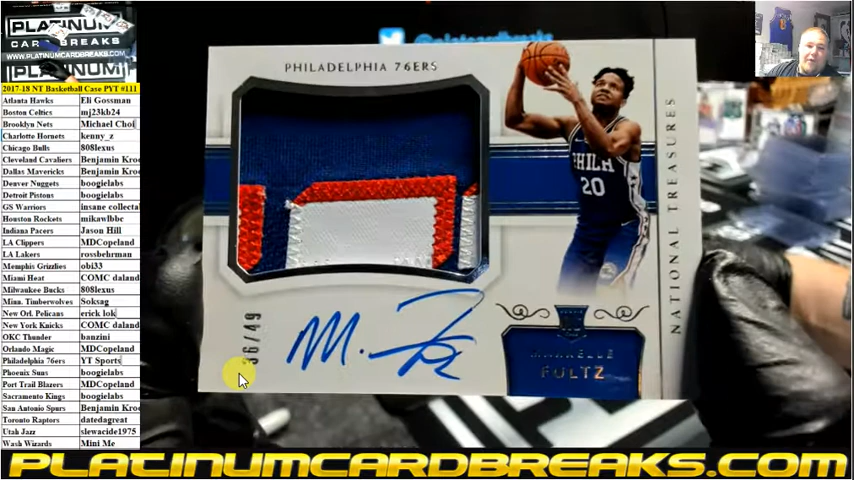 PLATINUM
CARD BREAKS
WWW.PLATINUMCARDBREAKS.COM
PLATINUM
2017-18 NT Basketball Case PYT #111
Atlanta Hawks Eli Gossman
Boston Celtics mj23kb24
Brooklyn Nets Michael Choi
Charlotte Hornets kenny_z
Chicago Bulls 808lexus
Cleveland Cavaliers Benjamin Kro
Dallas Mavericks Benjamin Kro
Denver Nuggets boogielabs
Detroit Pistons boogielabs
GS Warriors insane collecta
Houston Rockets mikawlbbc
Indiana Pacers Jason Hill
LA Clippers MDCopeland
LA Lakers rossbehrman
Memphis Grizzlies obi33
Miami Heat COMC daland
Milwaukee Bucks 808lexus
Minn. Timberwolves Soksag
New Orl. Pelicans erick lok
New York Knicks COMC daland
OKC Thunder banzini
Orlando Magic MDCopeland
Philadelphia 76ers YT Sports
Phoenix Suns boogielabs
Port Trail Blazers MDCopeland
Sacramento Kings boogielabs
San Antonio Spurs Benjamin Kro
Toronto Raptors datedagreat
Utah Jazz slewacide1975
Wash Wizards Mini Me
PHILADELPHIA 76ERS
PHILA
20
NATIONAL TREASURES
36/49
MARKELLE
FULTZ
PLATINUMCARDBREAKS.COM